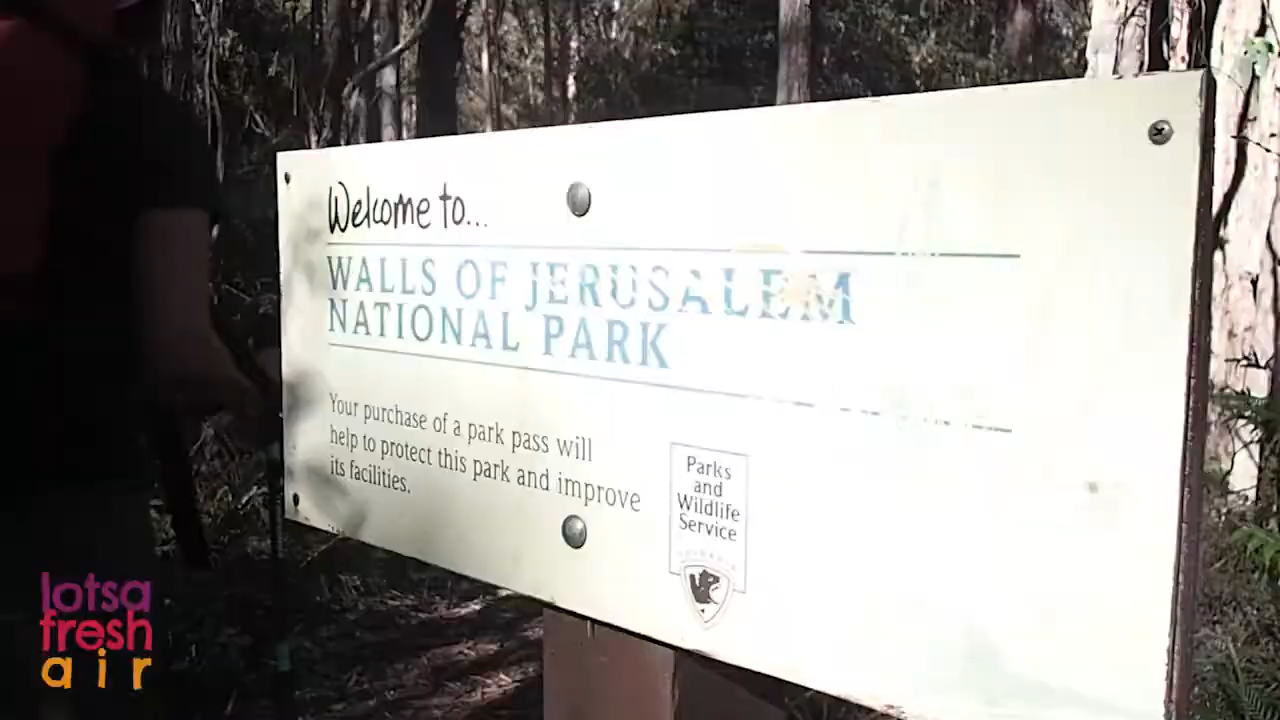 Welcome to...
WALLS OF JERUSALEM
NATIONAL PARK
Your purchase of a park pass will
help to protect this park and improve
its facilities.
Parks
and
Wildlife
Service
lotsa
fresh
air